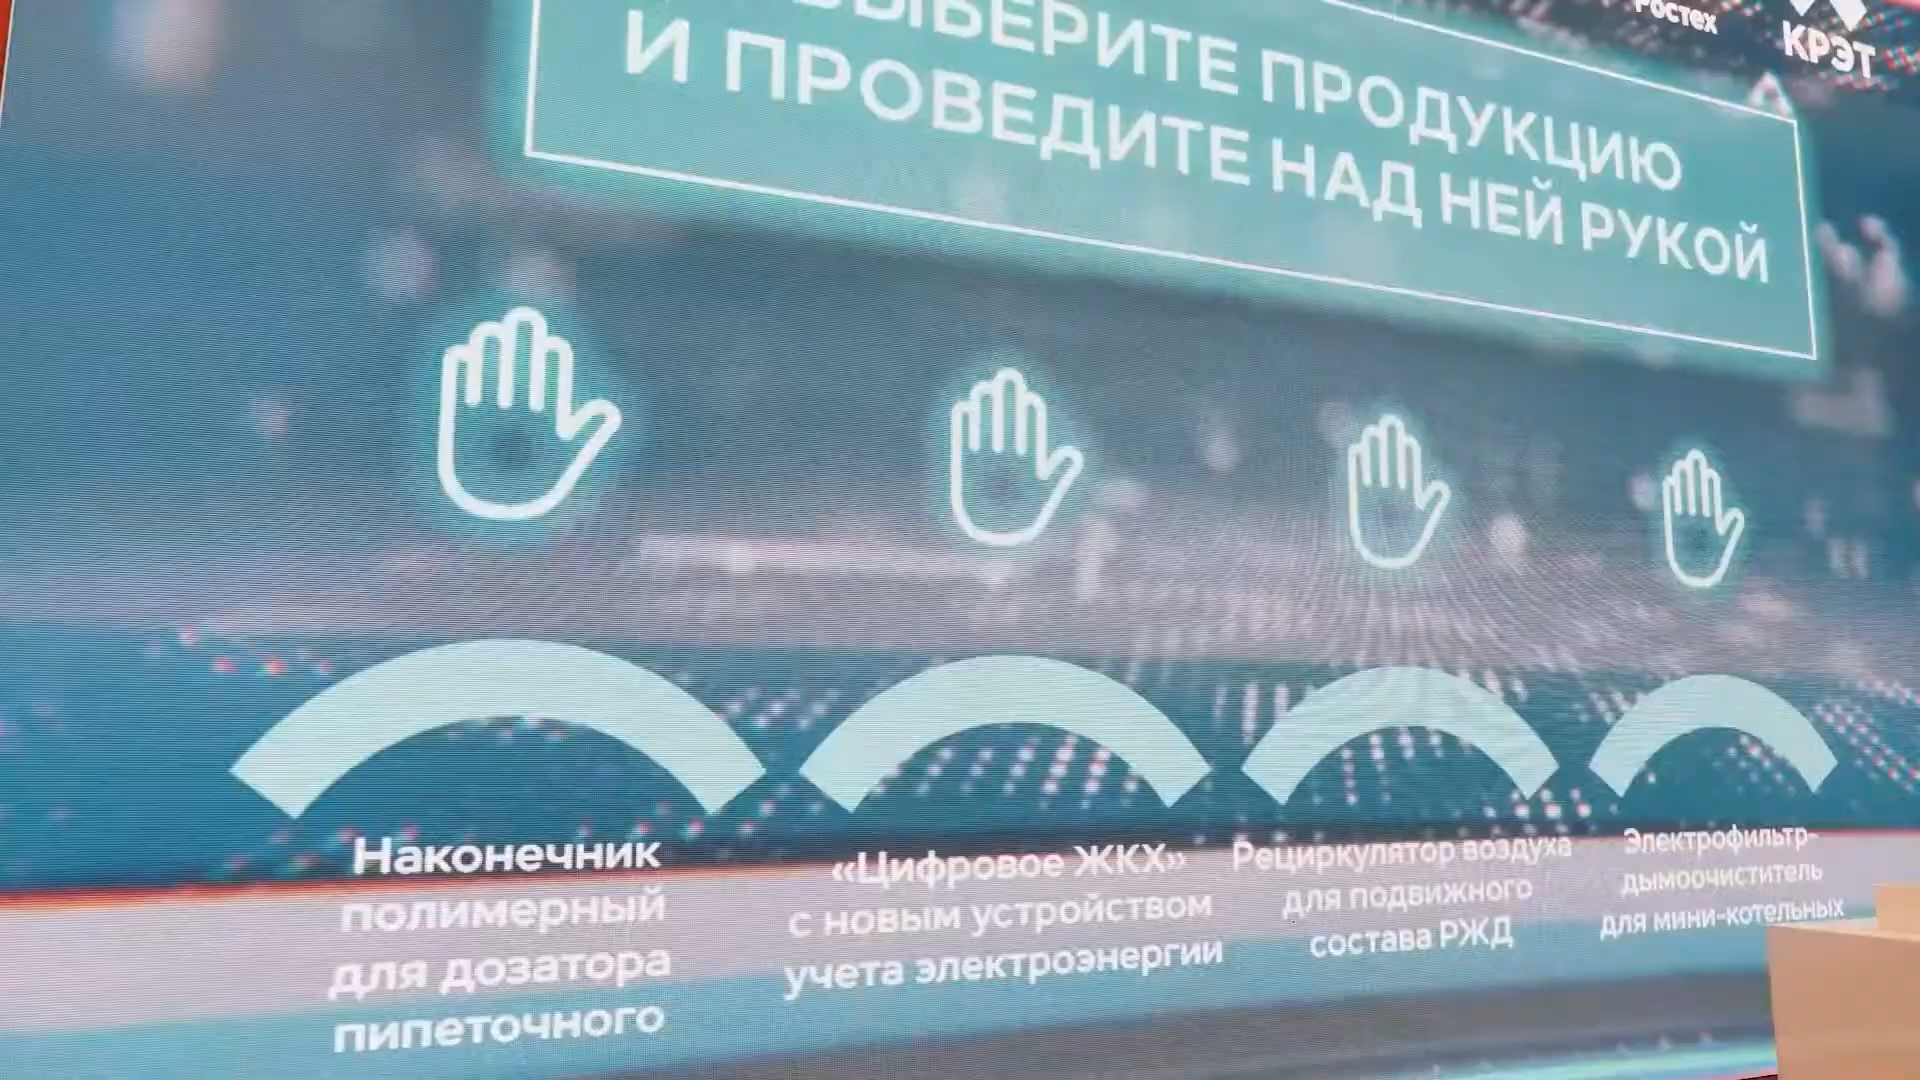 ВЫБЕРИТЕ ПРОДУКЦИЮ
И ПРОВЕДИТЕ НАД НЕЙ РУКОЙ
Ростех
КРЭТ
Наконечник
полимерный
для дозатора
пипеточного
«Цифровое ЖКХ»
с новым устройством
учета электроэнергии
Рециркулятор воздуха
для подвижного
состава РЖД
Электрофильтр-
дымоочиститель
для мини-котельных